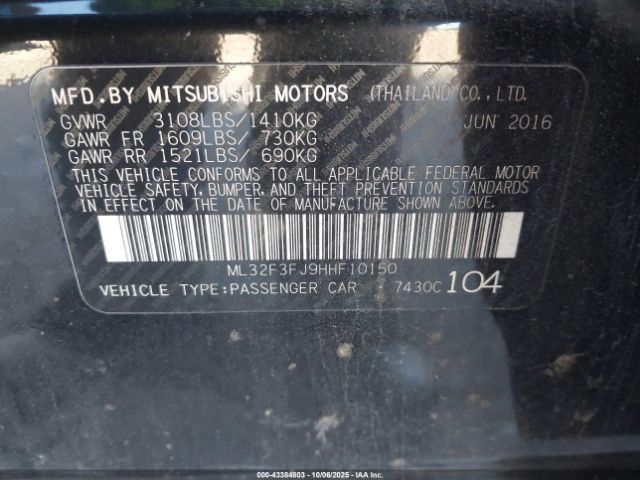 MFD.BY MITSUBISHI MOTORS (THAILAND) CO.,LTD.
GVWR 3108LBS/1410KG JUN 2016
GAWR FR 1609LBS/ 730KG
GAWR RR 1521LBS/ 690KG
THIS VEHICLE CONFORMS TO ALL APPLICABLE FEDERAL MOTOR
VEHICLE SAFETY, BUMPER, AND THEFT PREVENTION STANDARDS
IN EFFECT ON THE DATE OF MANUFACTURE SHOWN ABOVE.
ML32F3FJ9HHF10150
VEHICLE TYPE:PASSENGER CAR 7430C 104
000-43384803 - 10/06/2025 - IAA Inc.